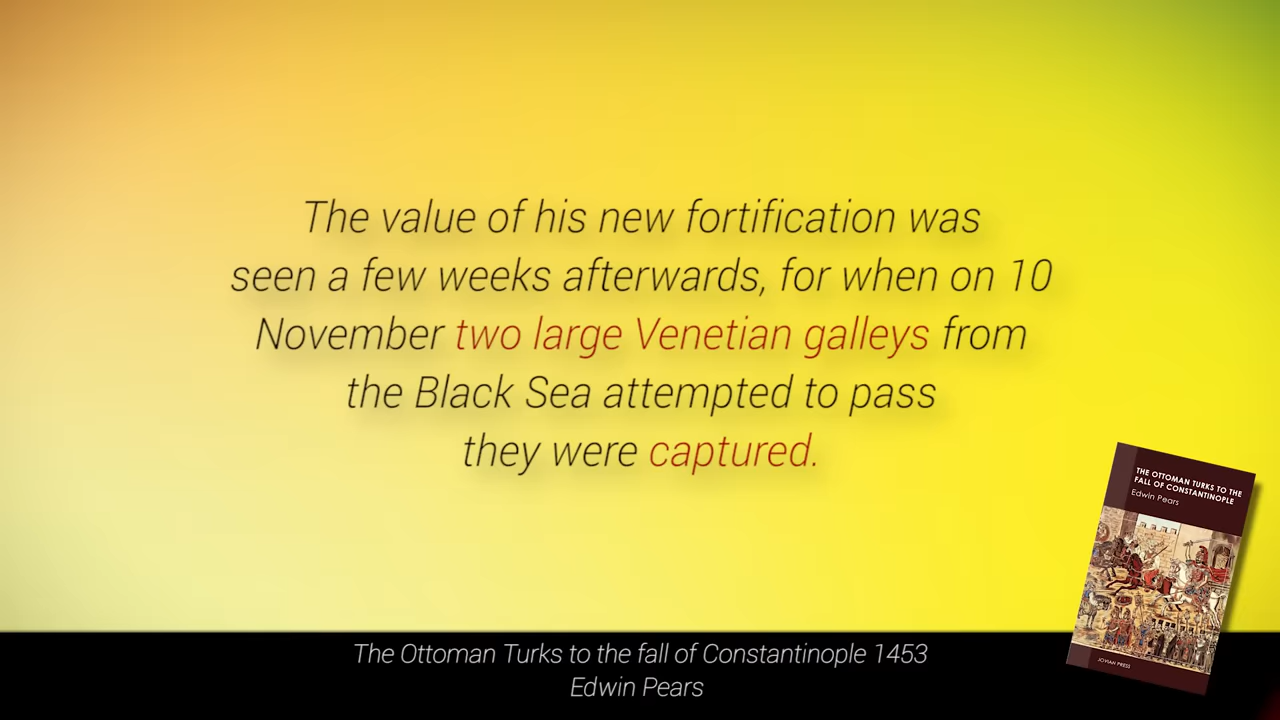 The value of his new fortification was
seen a few weeks afterwards, for when on 10
November two large Venetian galleys from
the Black Sea attempted to pass
they were captured.
THE OTTOMAN TURKS TO THE
FALL OF CONSTANTINOPLE
Edwin Pears
JOVIAN PRESS
The Ottoman Turks to the fall of Constantinople 1453
Edwin Pears